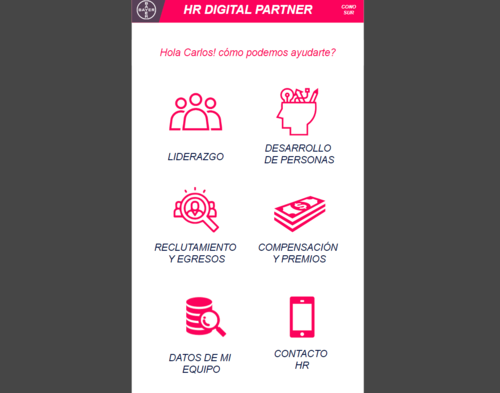 BAYER
HR DIGITAL PARTNER
CONO
SUR
Hola Carlos! cómo podemos ayudarte?
LIDERAZGO
DESARROLLO
DE PERSONAS
RECLUTAMIENTO
Y EGRESOS
COMPENSACIÓN
Y PREMIOS
DATOS DE MI
EQUIPO
CONTACTO
HR